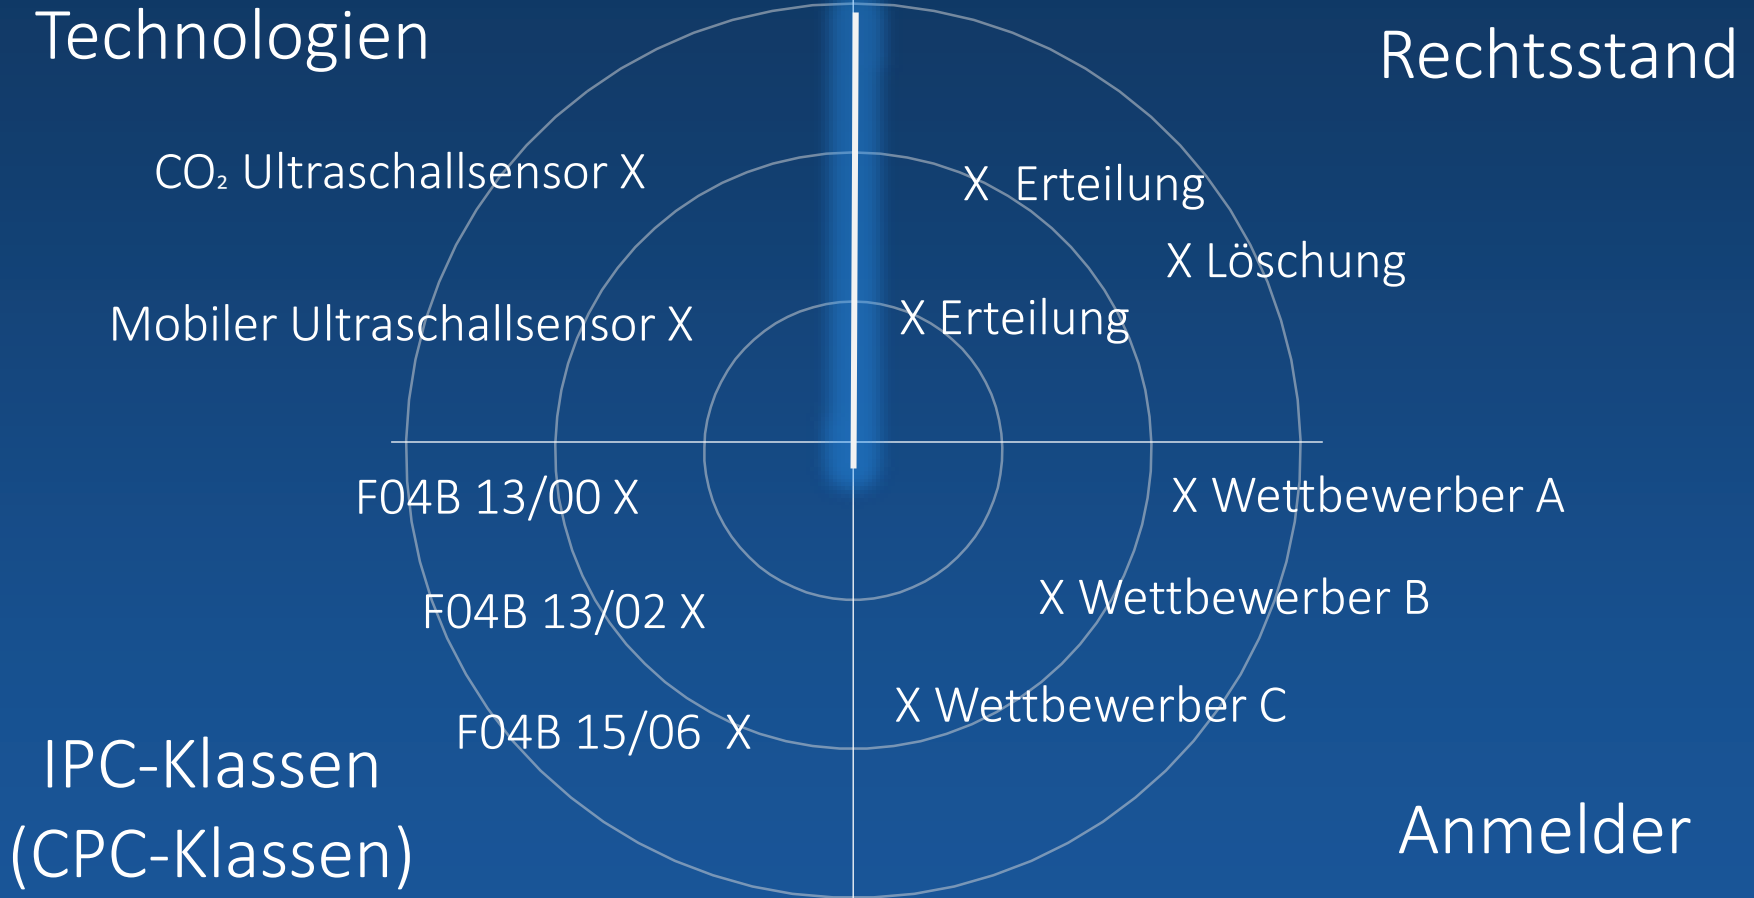 Technologien
CO₂ Ultraschallsensor X
Mobiler Ultraschallsensor X
Rechtsstand
X Erteilung
X Löschung
X Erteilung
F04B 13/00 X
F04B 13/02 X
F04B 15/06 X
IPC-Klassen
(CPC-Klassen)
X Wettbewerber A
X Wettbewerber B
X Wettbewerber C
Anmelder